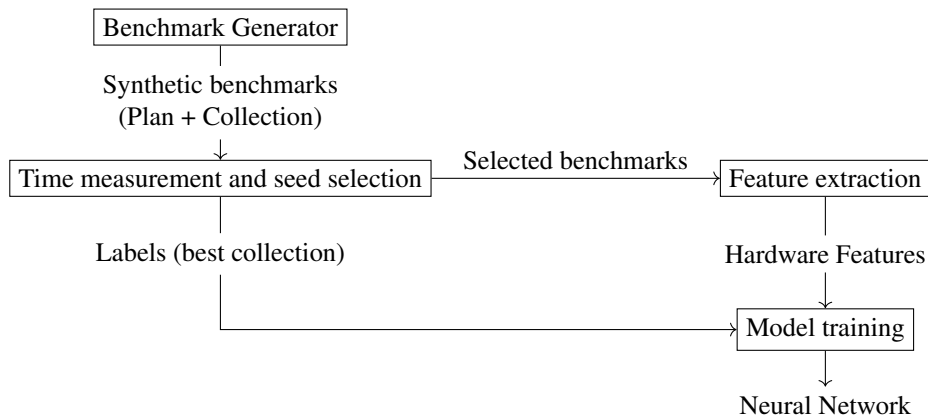 Benchmark Generator
Synthetic benchmarks
(Plan + Collection)
Time measurement and seed selection
Selected benchmarks
Feature extraction
Labels (best collection)
Hardware Features
Model training
Neural Network